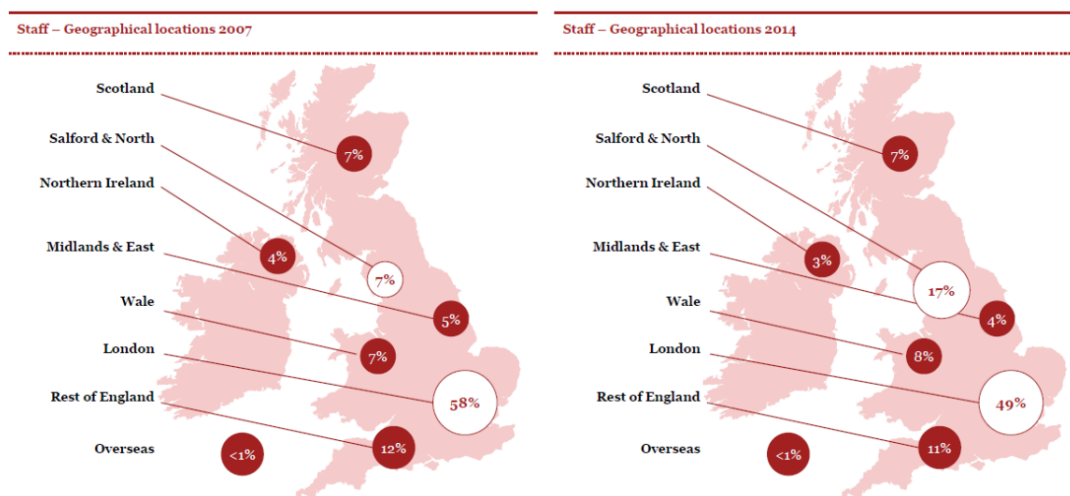 Staff – Geographical locations 2007
Scotland
7%
Salford & North
Northern Ireland
4%
Midlands & East
7%
Wale
5%
7%
London
58%
Rest of England
12%
Overseas
<1%
Staff – Geographical locations 2014
Scotland
7%
Salford & North
Northern Ireland
3%
Midlands & East
17%
Wale
4%
8%
London
49%
Rest of England
11%
Overseas
<1%